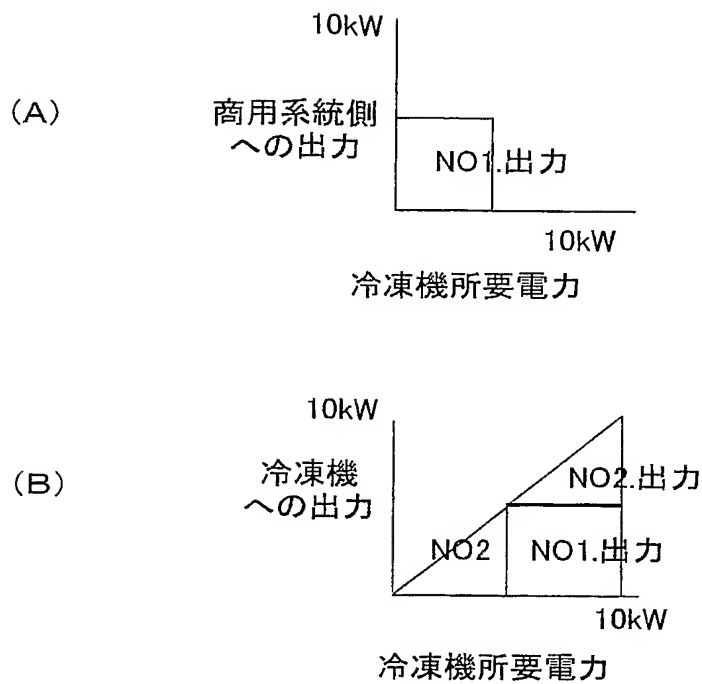 (A)
10kW
商用系統側
への出力
NO1.出力
10kW
冷凍機所要電力
(B)
10kW
冷凍機
への出力
NO2.出力
NO2
NO1.出力
10kW
冷凍機所要電力